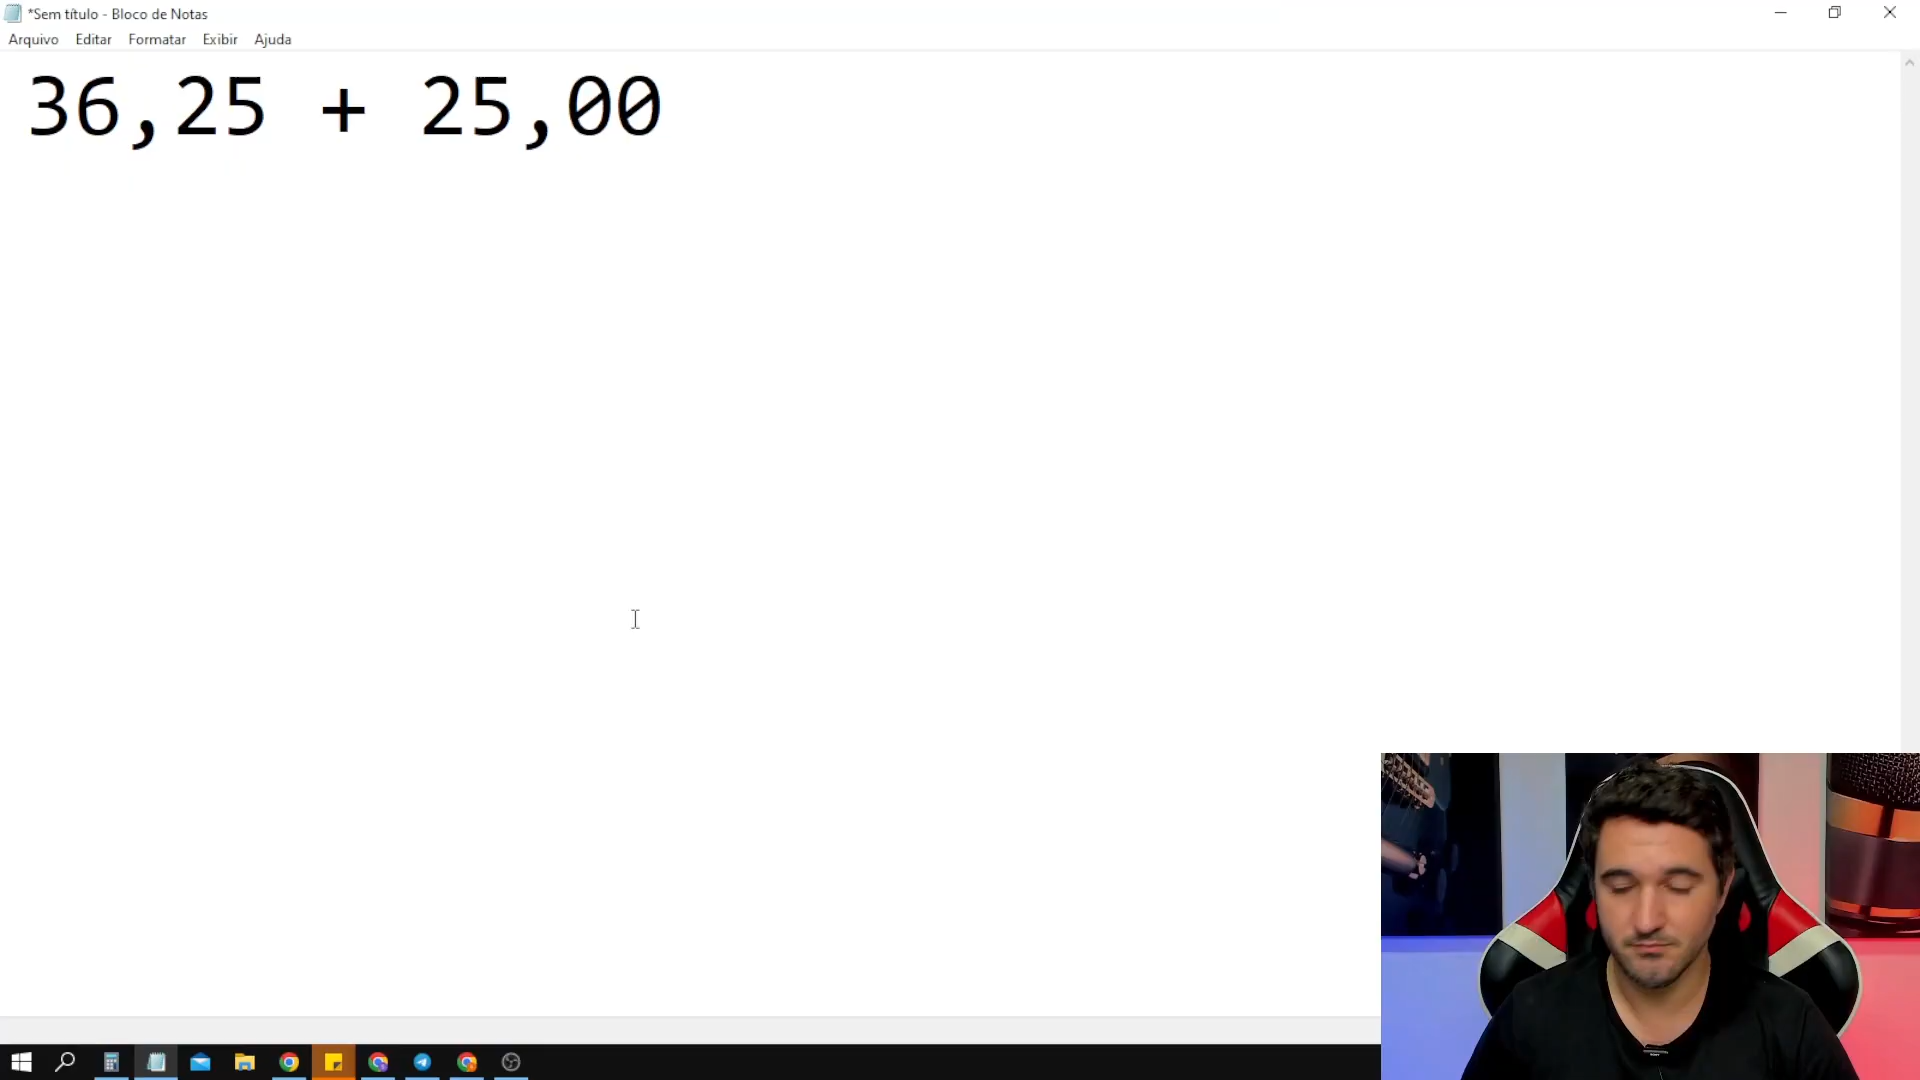 *Sem título - Bloco de Notas
Arquivo Editar Formatar Exibir Ajuda
36,25 + 25,00